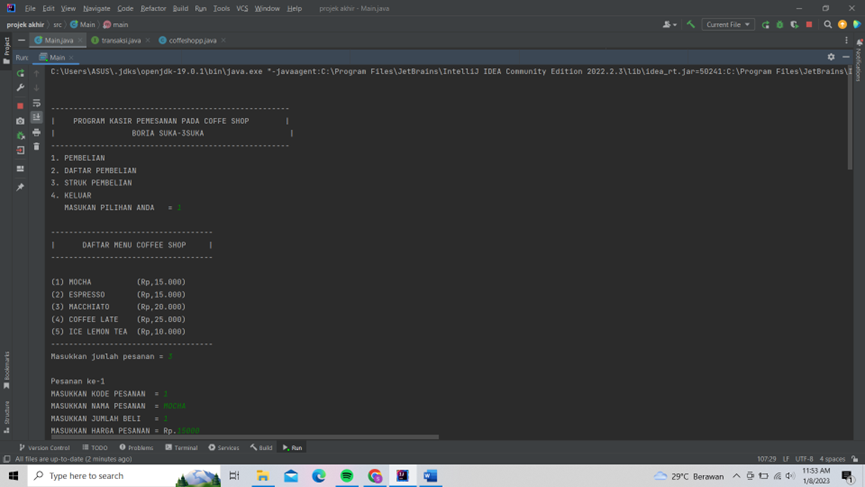 File Edit View Navigate Code Refactor Build Run Tools VCS Window Help projek akhir - Main.java
projek akhir src Main main Current File
Main.java transaksi.java coffeshopp.java
Run: Main
C:\Users\ASUS\.jdks\openjdk-19.0.1\bin\java.exe "-javaagent:C:\Program Files\JetBrains\IntelliJ IDEA Community Edition 2022.2.3\lib\idea_rt.jar=50241:C:\Program Files\JetBrains\
-----------------------------------------------------
| PROGRAM KASIR PEMESANAN PADA COFFE SHOP |
| BORIA SUKA-3SUKA |
-----------------------------------------------------
1. PEMBELIAN
2. DAFTAR PEMBELIAN
3. STRUK PEMBELIAN
4. KELUAR
MASUKAN PILIHAN ANDA =
------------------------------------
| DAFTAR MENU COFFEE SHOP |
------------------------------------
(1) MOCHA (Rp,15.000)
(2) ESPRESSO (Rp,15.000)
(3) MACCHIATO (Rp,20.000)
(4) COFFEE LATE (Rp,25.000)
(5) ICE LEMON TEA (Rp,10.000)
------------------------------------
Masukkan jumlah pesanan = 3
Pesanan ke-1
MASUKKAN KODE PESANAN =
MASUKKAN NAMA PESANAN = MOCHA
MASUKKAN JUMLAH BELI =
MASUKKAN HARGA PESANAN = Rp.15000
Project
Bookmarks
Structure
Notifications
Version Control TODO Problems Terminal Services Build Run
All files are up-to-date (2 minutes ago) 107:29 LF UTF-8 4 spaces
Type here to search 29°C Berawan 11:53 AM
1/8/2023